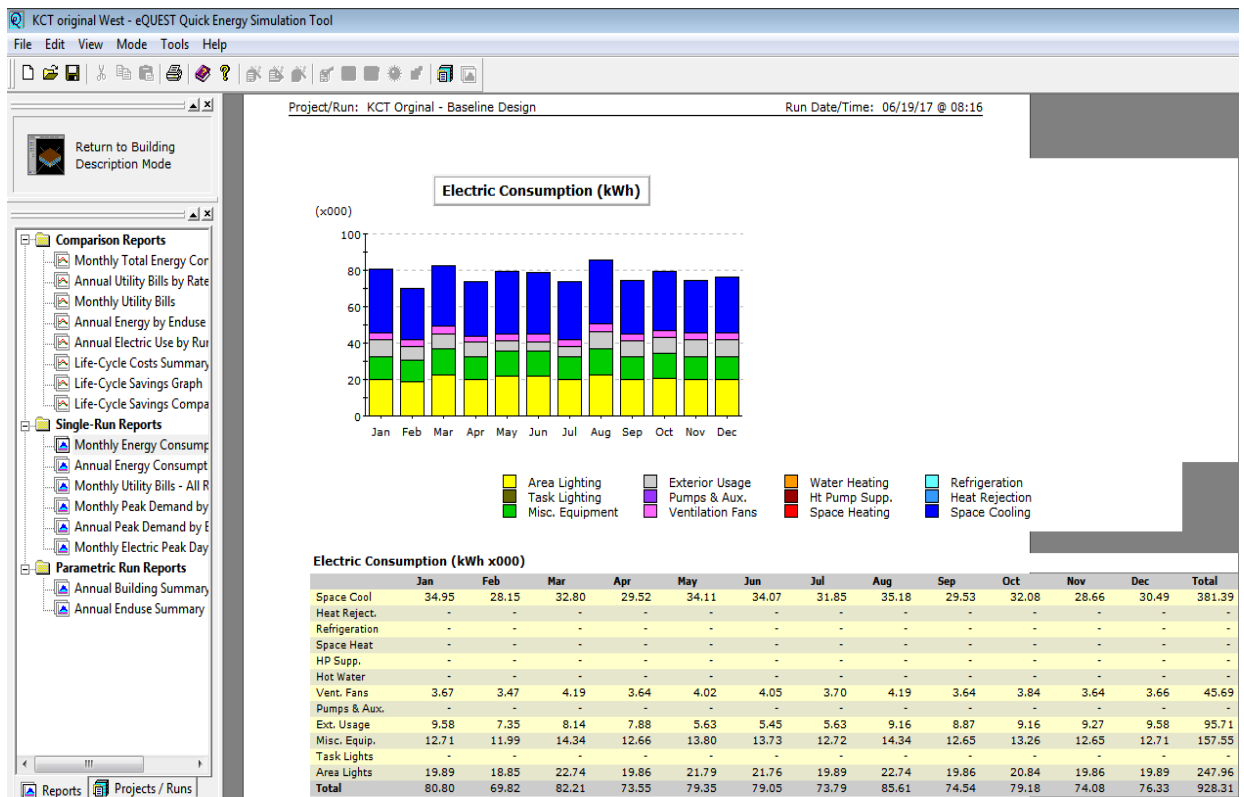 KCT original West - eQUEST Quick Energy Simulation Tool
File Edit View Mode Tools Help
Return to Building
Description Mode
Comparison Reports
Monthly Total Energy Con
Annual Utility Bills by Rate
Monthly Utility Bills
Annual Energy by Enduse
Annual Electric Use by Rur
Life-Cycle Costs Summary
Life-Cycle Savings Graph
Life-Cycle Savings Compa
Single-Run Reports
Monthly Energy Consump
Annual Energy Consumpt
Monthly Utility Bills - All R
Monthly Peak Demand by
Annual Peak Demand by E
Monthly Electric Peak Day
Parametric Run Reports
Annual Building Summary
Annual Enduse Summary
Reports Projects / Runs
Project/Run: KCT Orginal - Baseline Design Run Date/Time: 06/19/17 @ 08:16
Electric Consumption (kWh)
(x000)
100
80
60
40
20
0
Jan Feb Mar Apr May Jun Jul Aug Sep Oct Nov Dec
Area Lighting Exterior Usage Water Heating Refrigeration
Task Lighting Pumps & Aux. Ht Pump Supp. Heat Rejection
Misc. Equipment Ventilation Fans Space Heating Space Cooling
Electric Consumption (kWh x000)
Jan Feb Mar Apr May Jun Jul Aug Sep Oct Nov Dec Total
Space Cool 34.95 28.15 32.80 29.52 34.11 34.07 31.85 35.18 29.53 32.08 28.66 30.49 381.39
Heat Reject. - - - - - - - - - - - - -
Refrigeration - - - - - - - - - - - - -
Space Heat - - - - - - - - - - - - -
HP Supp. - - - - - - - - - - - - -
Hot Water - - - - - - - - - - - - -
Vent. Fans 3.67 3.47 4.19 3.64 4.02 4.05 3.70 4.19 3.64 3.84 3.64 3.66 45.69
Pumps & Aux. - - - - - - - - - - - - -
Ext. Usage 9.58 7.35 8.14 7.88 5.63 5.45 5.63 9.16 8.87 9.16 9.27 9.58 95.71
Misc. Equip. 12.71 11.99 14.34 12.66 13.80 13.73 12.72 14.34 12.65 13.26 12.65 12.71 157.55
Task Lights - - - - - - - - - - - - -
Area Lights 19.89 18.85 22.74 19.86 21.79 21.76 19.89 22.74 19.86 20.84 19.86 19.89 247.96
Total 80.80 69.82 82.21 73.55 79.35 79.05 73.79 85.61 74.54 79.18 74.08 76.33 928.31